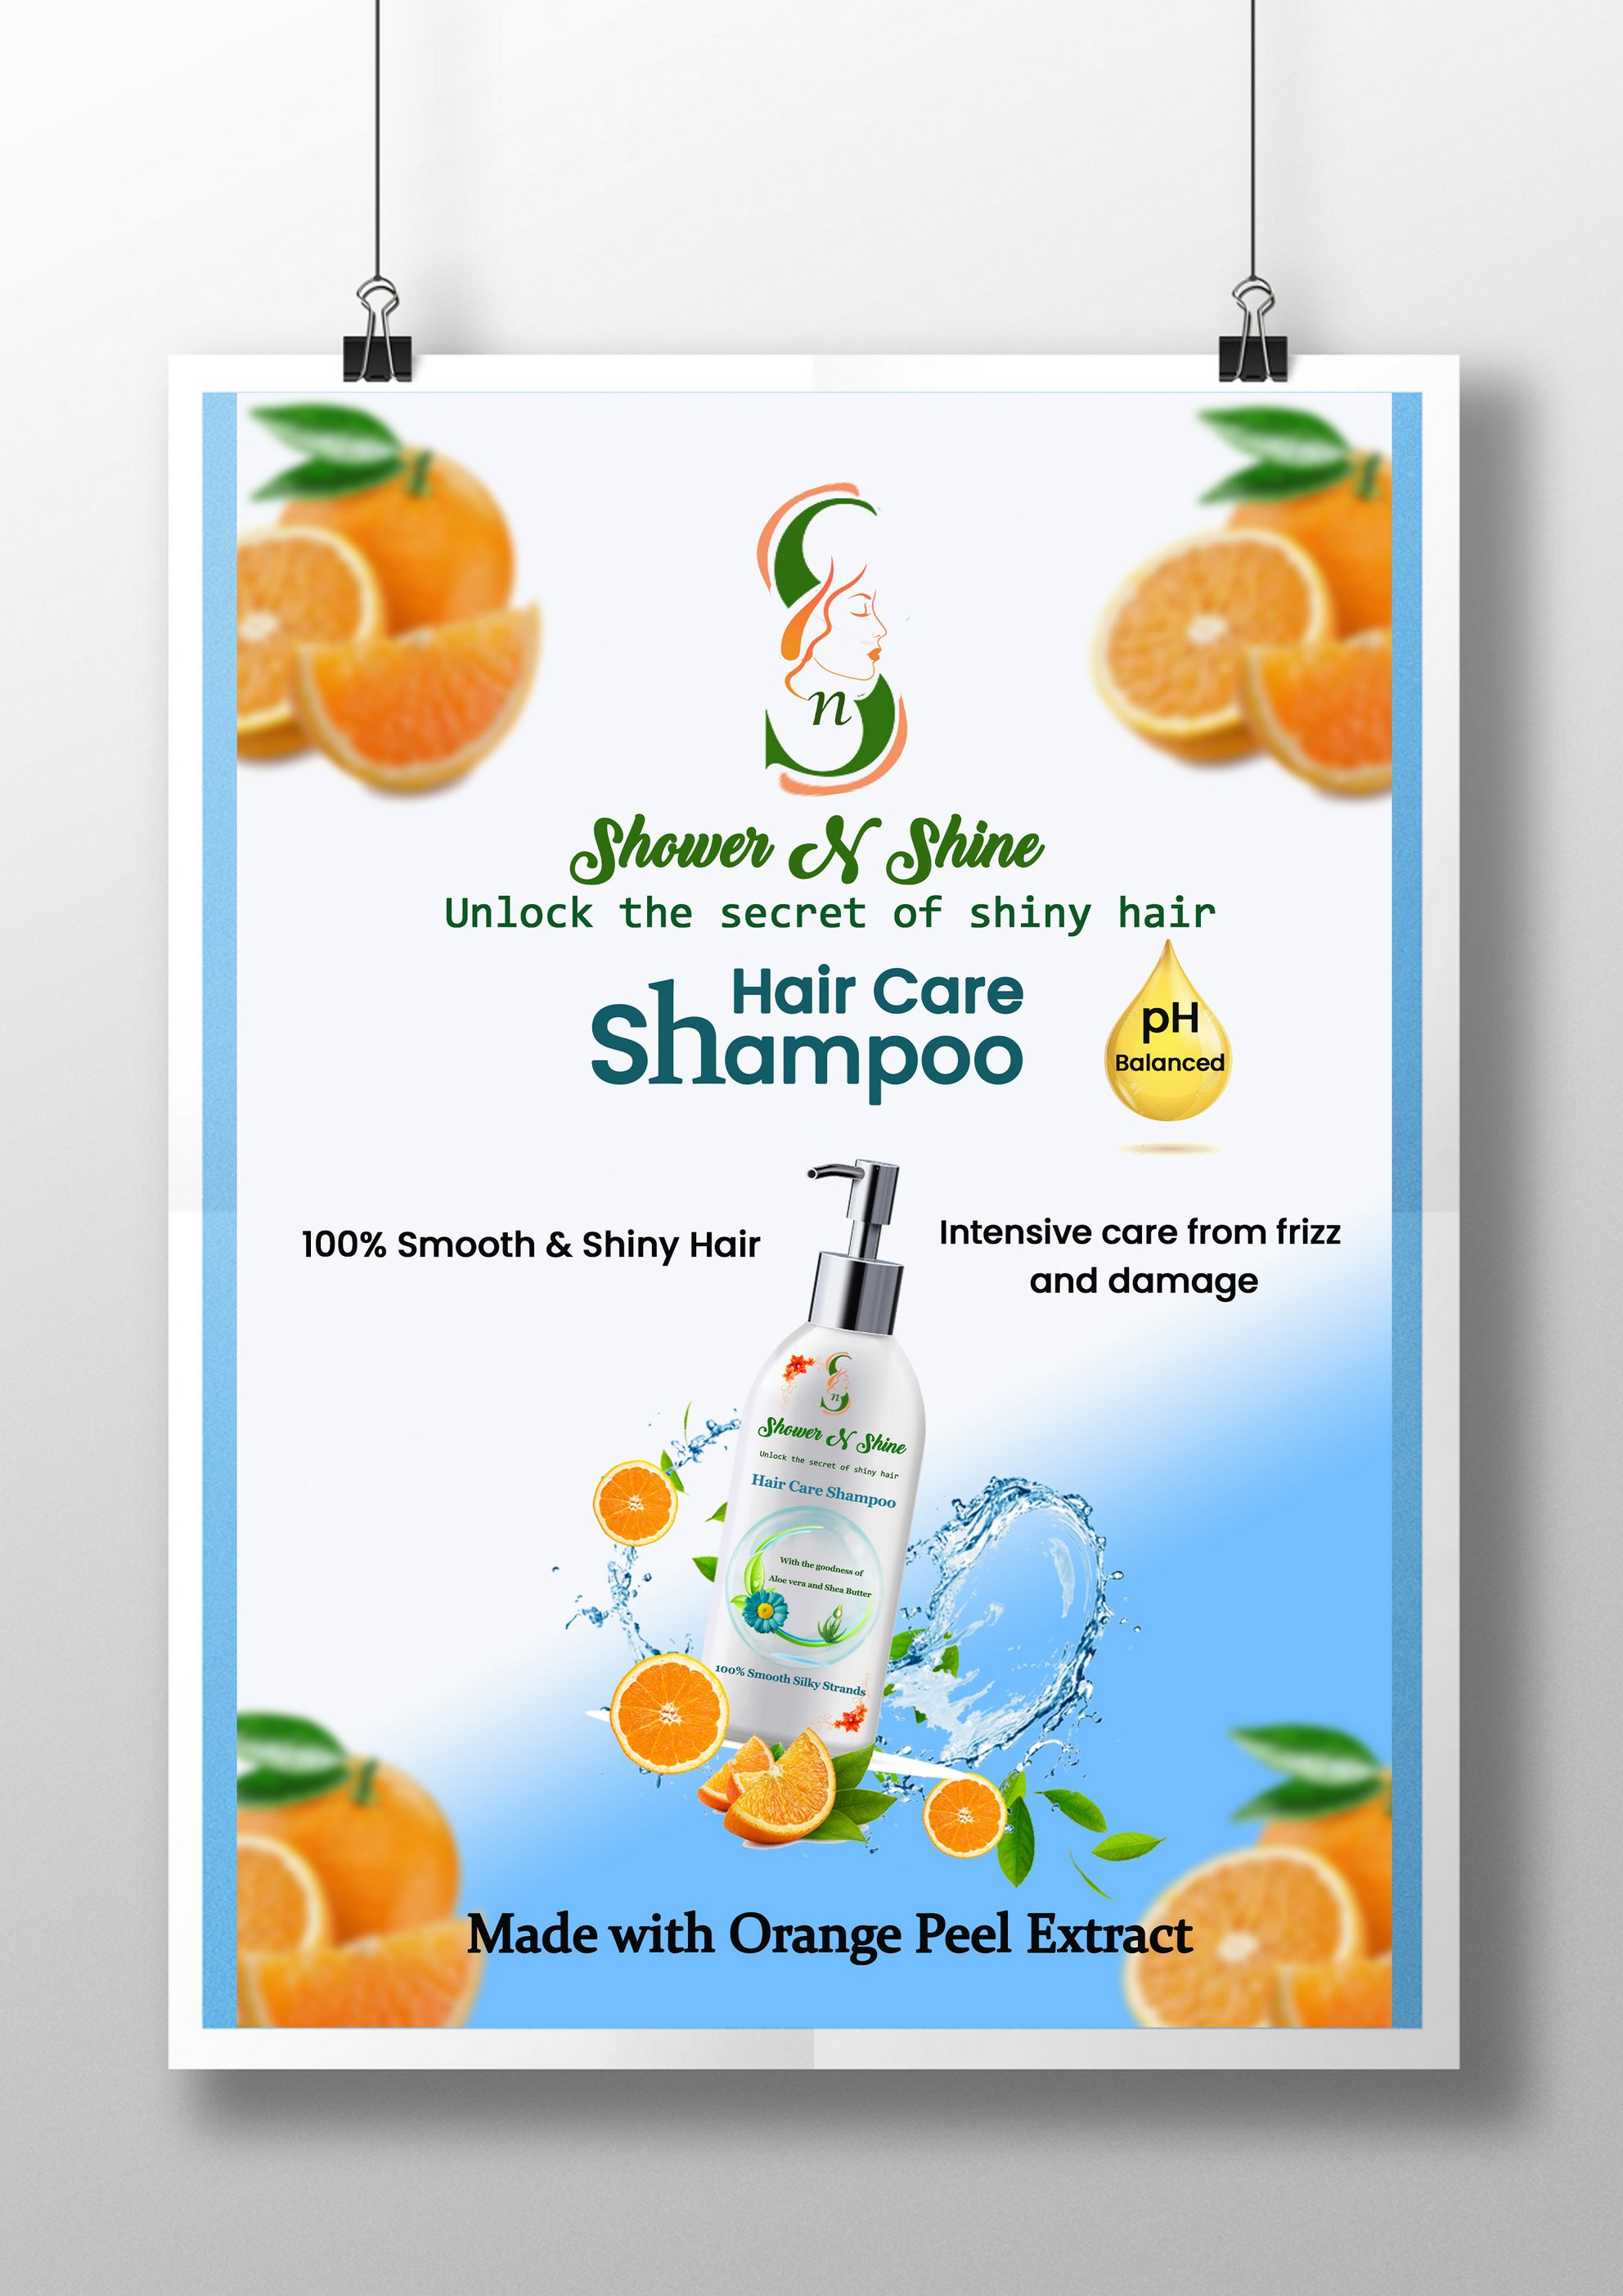 n
Shower N Shine
Unlock the secret of shiny hair
Hair Care
Shampoo
pH
Balanced
100% Smooth & Shiny Hair
Intensive care from frizz
and damage
n
Shower N Shine
Unlock the secret of shiny hair
Hair Care Shampoo
With the goodness of
Aloe vera and Shea Butter
100% Smooth Silky Strands
Made with Orange Peel Extract